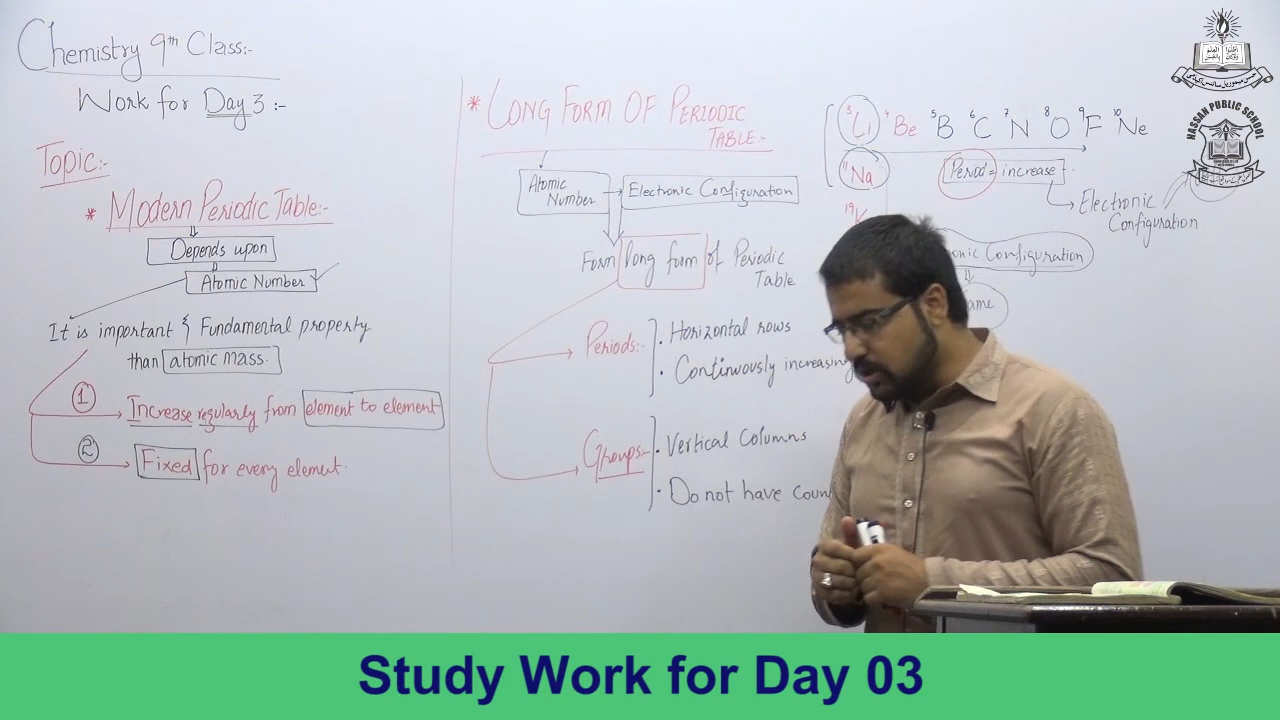 Chemistry 9th Class:-
Work for Day 3:-
Topic:-
* Modern Periodic Table:-
Depends upon
Atomic Number
It is important & Fundamental property
than atomic mass.
1 Increase regularly from element to element
2 Fixed for every element.
* LONG FORM OF PERIODIC
TABLE:-
Atomic
Number
Electronic Configuration
Form long form of Periodic
Table
Periods:-
• Horizontal rows
• Continuously increasing
Groups:-
• Vertical Columns
• Do not have
3Li 4Be 5B 6C 7N 8O 9F 10Ne
11Na
Period = increase
19K
Electronic
Configuration
Configuration
HASSAN PUBLIC SCHOOL
Study Work for Day 03